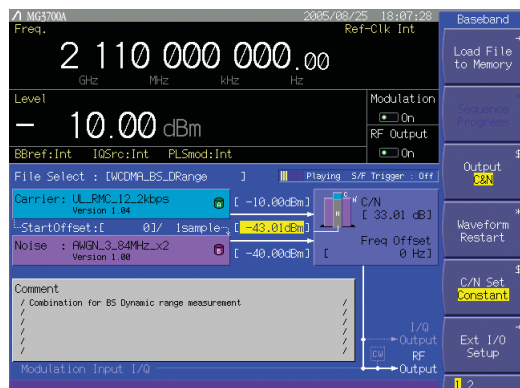 MG3700A 2005/08/25 18:07:28
Freq. Ref-Clk Int
2 110 000 000.00
GHz MHz kHz Hz
Level
- 10.00 dBm
Modulation
On
RF Output
On
BBref:Int IQSrc:Int PLSmod:Int
File Select : [WCDMA_BS_DRange ] Playing S/F Trigger : Off
Carrier: UL_RMC_12_2kbps
Version 1.04
[ -10.00dBm]
StartOffset:[ 0]/ 1sample
[ -43.01dBm]
Noise : AWGN_3_84MHz_x2
Version 1.00
[ -40.00dBm]
C
N
C/N
[ 33.01 dB]
Freq Offset
[ 0 Hz]
Comment
/ Combination for BS Dynamic range measurement /
/ /
/ /
/ /
/ /
/ /
I/Q
Output
CW
RF
Output
Modulation Input I/Q
Baseband
Load File
to Memory
Sequence
Progress
Output
C&N
Waveform
Restart
C/N Set
Constant
Ext I/O
Setup
1 2